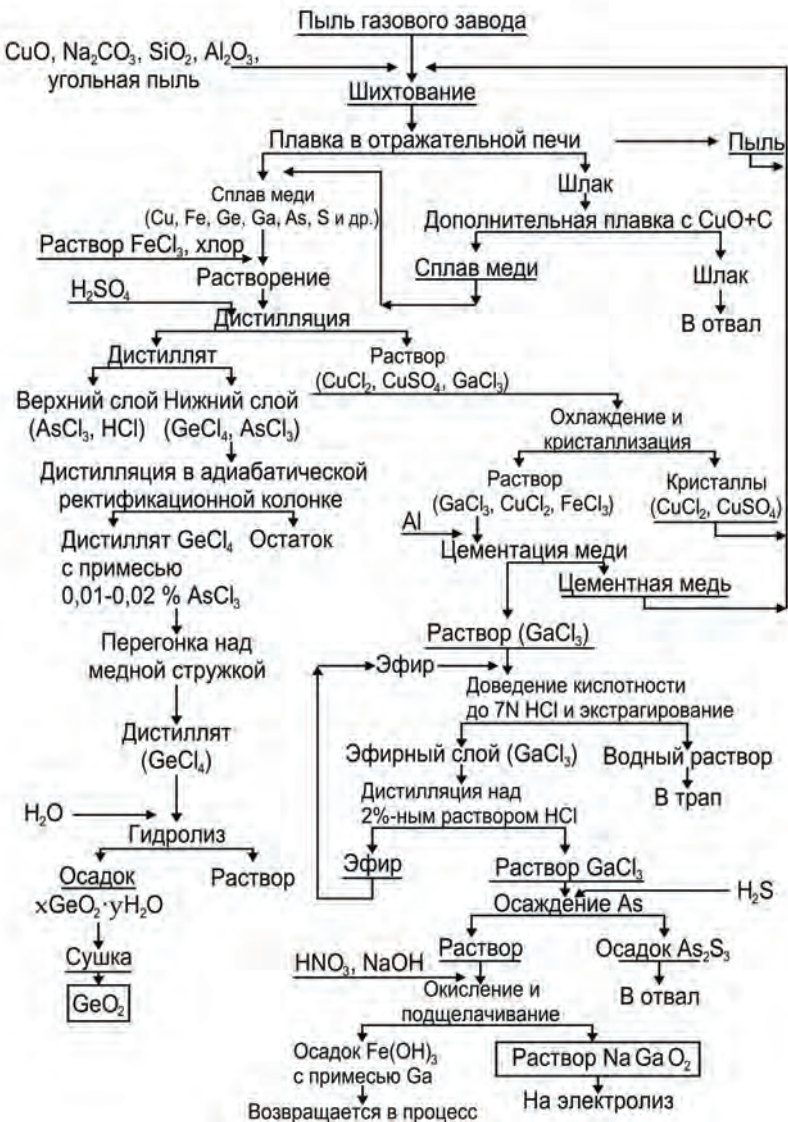 Пыль газового завода
CuO, Na₂CO₃, SiO₂, Al₂O₃,
угольная пыль
Шихтование
Плавка в отражательной печи
Пыль
Сплав меди
(Cu, Fe, Ge, Ga, As, S и др.)
Шлак
Дополнительная плавка с CuO+C
Раствор FeCl₃, хлор
Растворение
Сплав меди
Шлак
H₂SO₄
В отвал
Дистилляция
Дистиллят
Раствор
(CuCl₂, CuSO₄, GaCl₃)
Верхний слой
(AsCl₃, HCl)
Нижний слой
(GeCl₄, AsCl₃)
Охлаждение и
кристаллизация
Дистилляция в адиабатической
ректификационной колонке
Раствор
(GaCl₃, CuCl₂, FeCl₃)
Кристаллы
(CuCl₂, CuSO₄)
Al
Дистиллят GeCl₄
с примесью
0,01-0,02 % AsCl₃
Остаток
Цементация меди
Цементная медь
Раствор (GaCl₃)
Перегонка над
медной стружкой
Эфир
Доведение кислотности
до 7N HCl и экстрагирование
Дистиллят
(GeCl₄)
Эфирный слой (GaCl₃)
Водный раствор
В трап
Дистилляция над
2%-ным раствором HCl
H₂O
Гидролиз
Эфир
Раствор GaCl₃
Осадок
xGeO₂·yH₂O
Раствор
H₂S
Осаждение As
Сушка
GeO₂
Раствор
Осадок As₂S₃
HNO₃, NaOH
В отвал
Окисление и
подщелачивание
Осадок Fe(OH)₃
с примесью Ga
Раствор Na Ga O₂
Возвращается в процесс
На электролиз